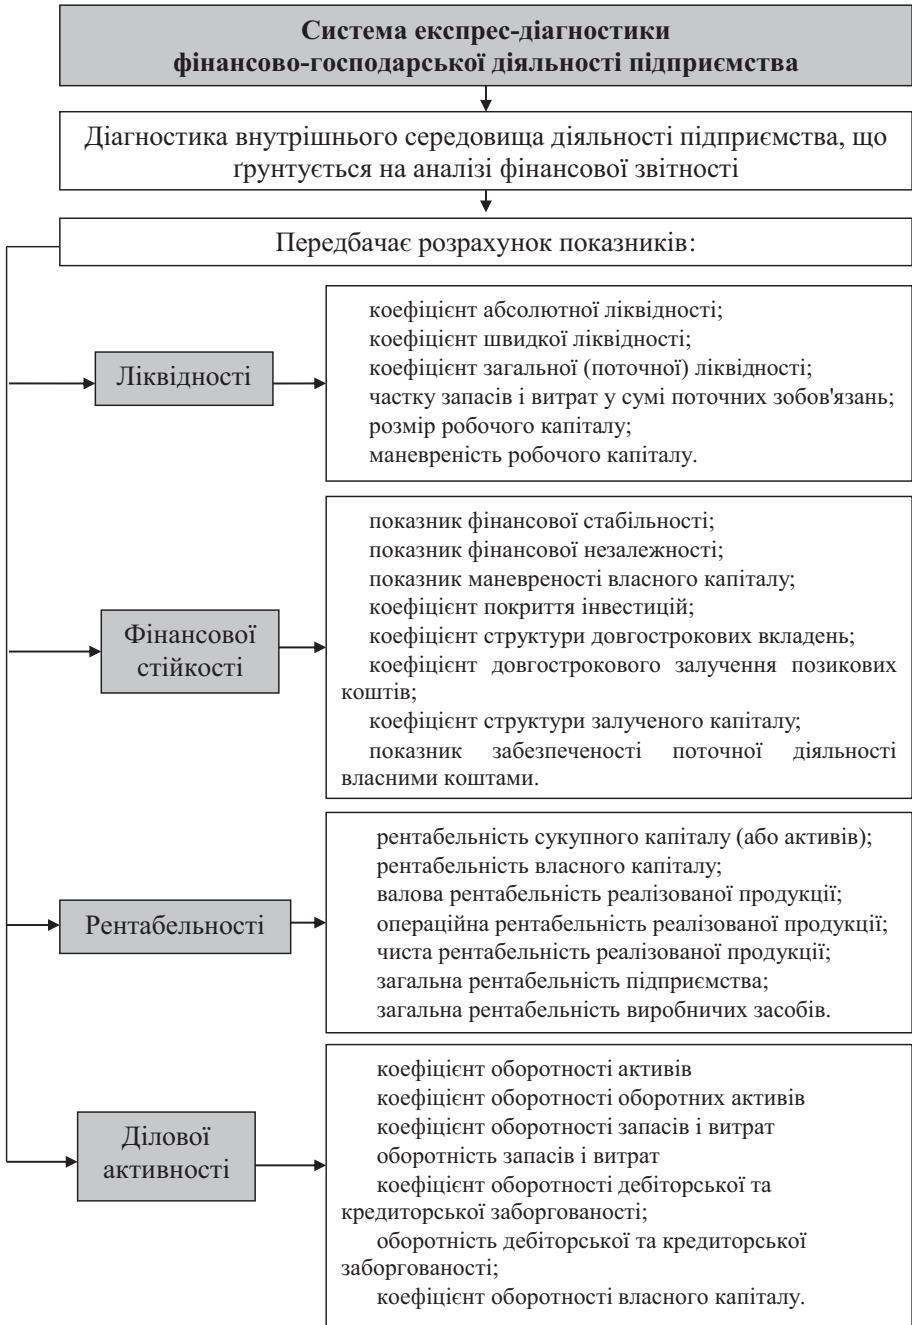 Система експрес-діагностики
фінансово-господарської діяльності підприємства
Діагностика внутрішнього середовища діяльності підприємства, що
ґрунтується на аналізі фінансової звітності
Передбачає розрахунок показників:
Ліквідності
коефіцієнт абсолютної ліквідності;
коефіцієнт швидкої ліквідності;
коефіцієнт загальної (поточної) ліквідності;
частку запасів і витрат у сумі поточних зобов'язань;
розмір робочого капіталу;
маневреність робочого капіталу.
Фінансової
стійкості
показник фінансової стабільності;
показник фінансової незалежності;
показник маневреності власного капіталу;
коефіцієнт покриття інвестицій;
коефіцієнт структури довгострокових вкладень;
коефіцієнт довгострокового залучення позикових
коштів;
коефіцієнт структури залученого капіталу;
показник забезпеченості поточної діяльності
власними коштами.
Рентабельності
рентабельність сукупного капіталу (або активів);
рентабельність власного капіталу;
валова рентабельність реалізованої продукції;
операційна рентабельність реалізованої продукції;
чиста рентабельність реалізованої продукції;
загальна рентабельність підприємства;
загальна рентабельність виробничих засобів.
Ділової
активності
коефіцієнт оборотності активів
коефіцієнт оборотності оборотних активів
коефіцієнт оборотності запасів і витрат
оборотність запасів і витрат
коефіцієнт оборотності дебіторської та
кредиторської заборгованості;
оборотність дебіторської та кредиторської
заборгованості;
коефіцієнт оборотності власного капіталу.